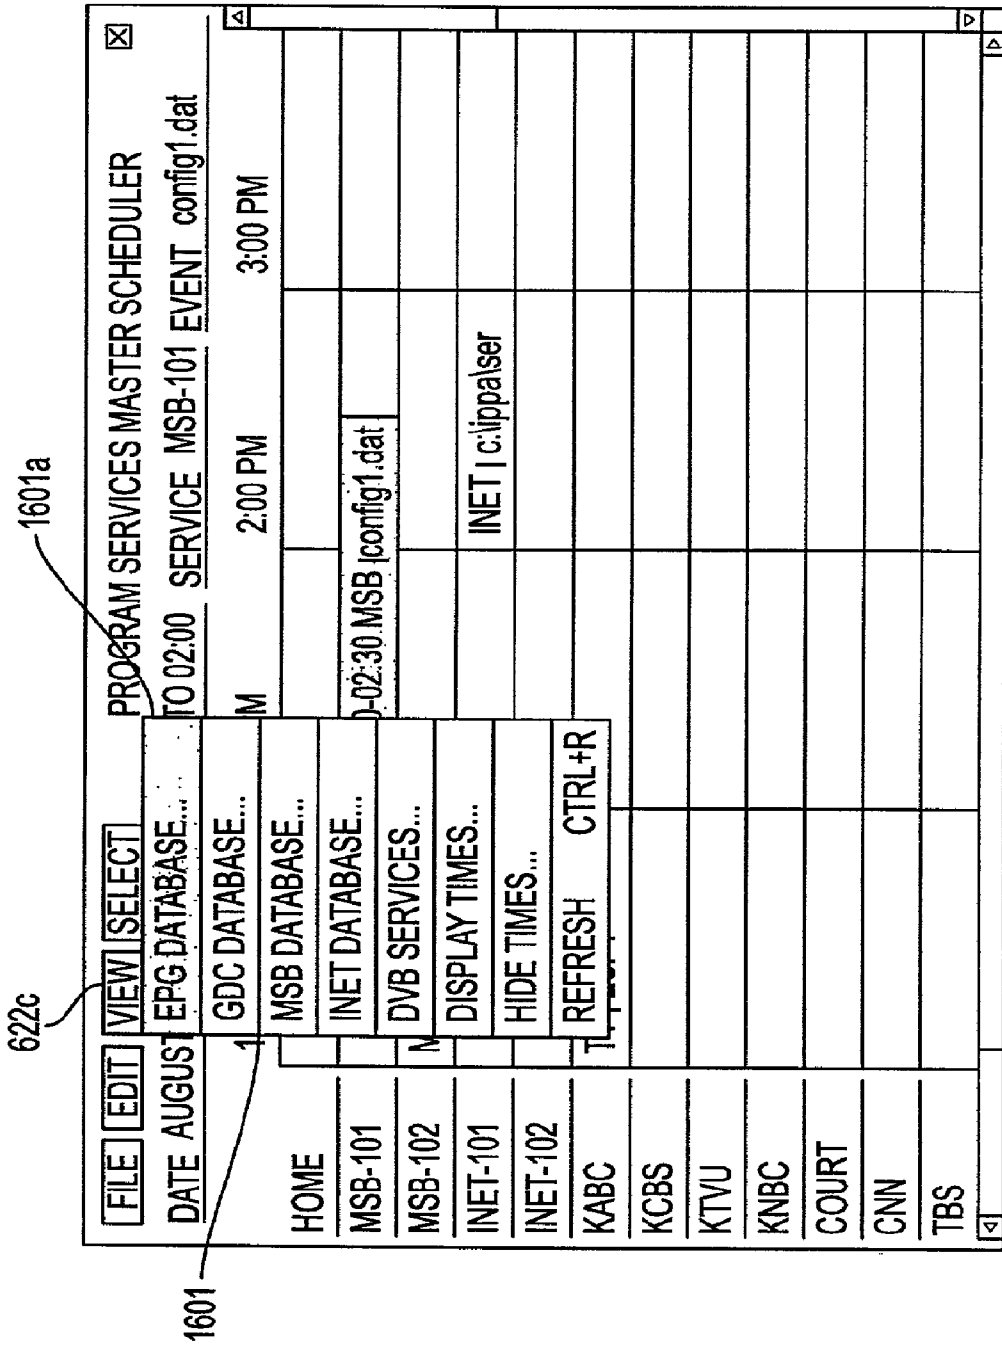 622c
1601a
1601
PROGRAM SERVICES MASTER SCHEDULER
FILE EDIT VIEW SELECT
DATE AUGUST TO 02:00 SERVICE MSB-101 EVENT config1.dat
1 M 2:00 PM 3:00 PM
EPG DATABASE...
GDC DATABASE...
MSB DATABASE...
INET DATABASE...
DVB SERVICES...
DISPLAY TIMES...
HIDE TIMES...
REFRESH CTRL+R
HOME
MSB-101 -02:30 MSB |config1.dat
MSB-102 M
INET-101 INET | c:\ippa\ser
INET-102
KABC
KCBS
KTVU
KNBC
COURT
CNN
TBS